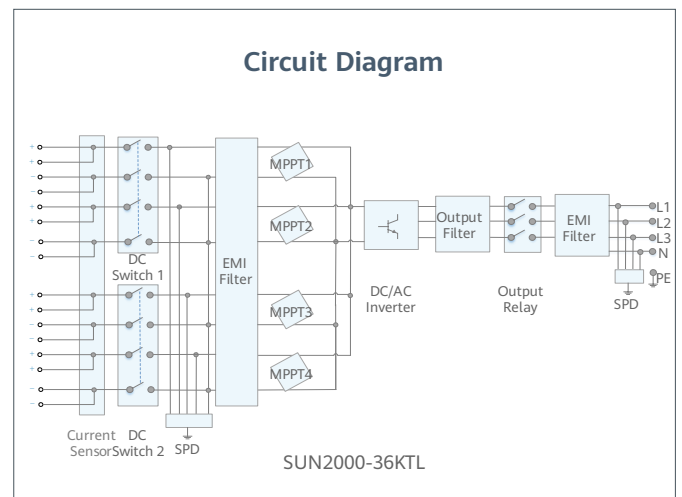 Circuit Diagram
+
+
−
−
+
+
−
−
DC
Switch 1
+
+
−
−
+
+
−
−
Current
Sensor
DC
Switch 2
SPD
EMI
Filter
MPPT1
MPPT2
MPPT3
MPPT4
DC/AC
Inverter
Output
Filter
Output
Relay
EMI
Filter
L1
L2
L3
N
PE
SPD
SUN2000-36KTL